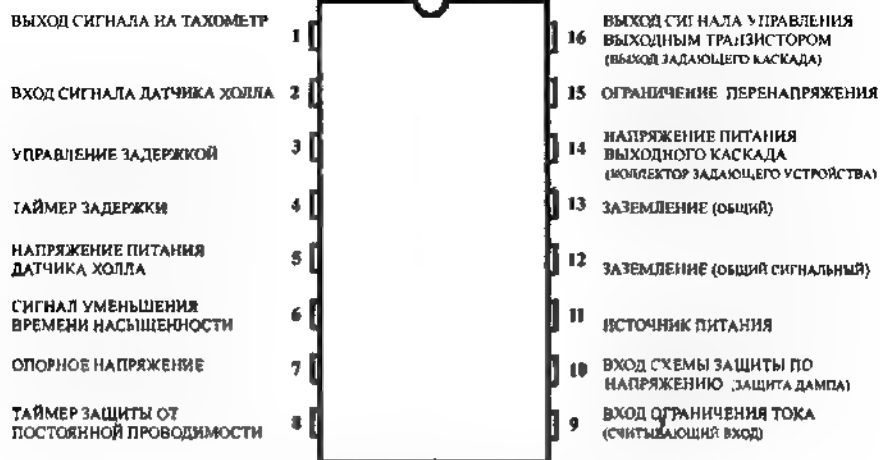 ВЫХОД СИГНАЛА НА ТАХОМЕТР
1
ВХОД СИГНАЛА ДАТЧИКА ХОЛЛА
2
УПРАВЛЕНИЕ ЗАДЕРЖКОЙ
3
ТАЙМЕР ЗАДЕРЖКИ
4
НАПРЯЖЕНИЕ ПИТАНИЯ
ДАТЧИКА ХОЛЛА
5
СИГНАЛ УМЕНЬШЕНИЯ
ВРЕМЕНИ НАСЫЩЕННОСТИ
6
ОПОРНОЕ НАПРЯЖЕНИЕ
7
ТАЙМЕР ЗАЩИТЫ ОТ
ПОСТОЯННОЙ ПРОВОДИМОСТИ
8
16
ВЫХОД СИГНАЛА УПРАВЛЕНИЯ
ВЫХОДНЫМ ТРАНЗИСТОРОМ
(ВЫХОД ЗАДАЮЩЕГО КАСКАДА)
15
ОГРАНИЧЕНИЕ ПЕРЕНАПРЯЖЕНИЯ
14
НАПРЯЖЕНИЕ ПИТАНИЯ
ВЫХОДНОГО КАСКАДА
(КОЛЛЕКТОР ЗАДАЮЩЕГО УСТРОЙСТВА)
13
ЗАЗЕМЛЕНИЕ (ОБЩИЙ)
12
ЗАЗЕМЛЕНИЕ (ОБЩИЙ СИГНАЛЬНЫЙ)
11
ИСТОЧНИК ПИТАНИЯ
10
ВХОД СХЕМЫ ЗАЩИТЫ ПО
НАПРЯЖЕНИЮ (ЗАЩИТА ДАМПА)
9
ВХОД ОГРАНИЧЕНИЯ ТОКА
(СЧИТЫВАЮЩИЙ ВХОД)